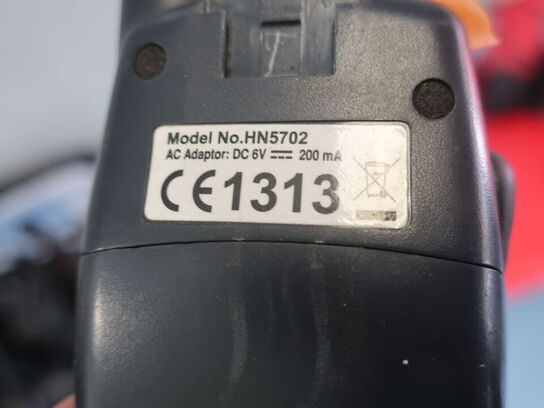 Model No.HN5702
AC Adaptor: DC 6V ⎓ 200 mA
CE1313